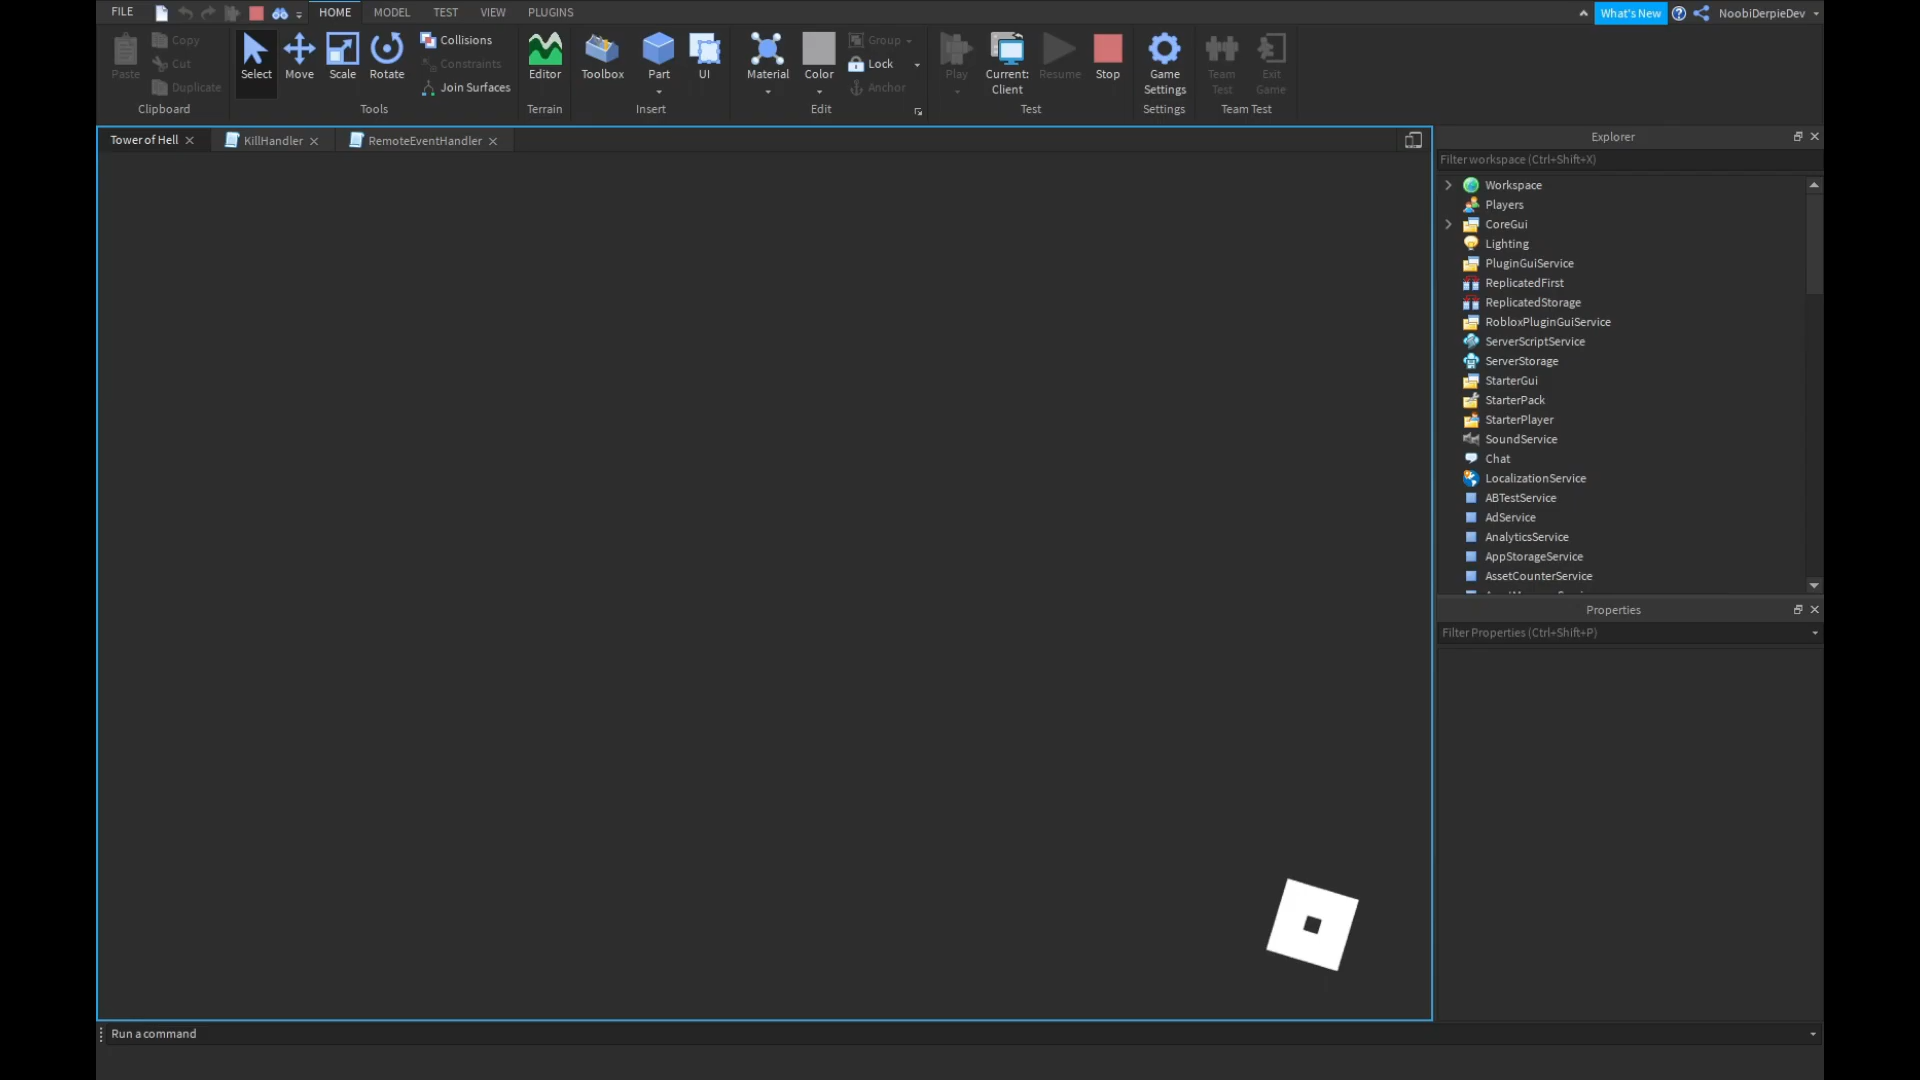 FILE HOME MODEL TEST VIEW PLUGINS What's New NoobiDerpieDev
Paste Copy Cut Duplicate
Clipboard
Select Move Scale Rotate Collisions Constraints Join Surfaces
Tools
Editor
Terrain
Toolbox Part UI
Insert
Material Color Group Lock Anchor
Edit
Play Current: Client Resume Stop
Test
Game Settings
Settings
Team Test Exit Game
Team Test
Tower of Hell KillHandler RemoteEventHandler
Explorer
Filter workspace (Ctrl+Shift+X)
Workspace
Players
CoreGui
Lighting
PluginGuiService
ReplicatedFirst
ReplicatedStorage
RobloxPluginGuiService
ServerScriptService
ServerStorage
StarterGui
StarterPack
StarterPlayer
SoundService
Chat
LocalizationService
ABTestService
AdService
AnalyticsService
AppStorageService
AssetCounterService
Properties
Filter Properties (Ctrl+Shift+P)
Run a command